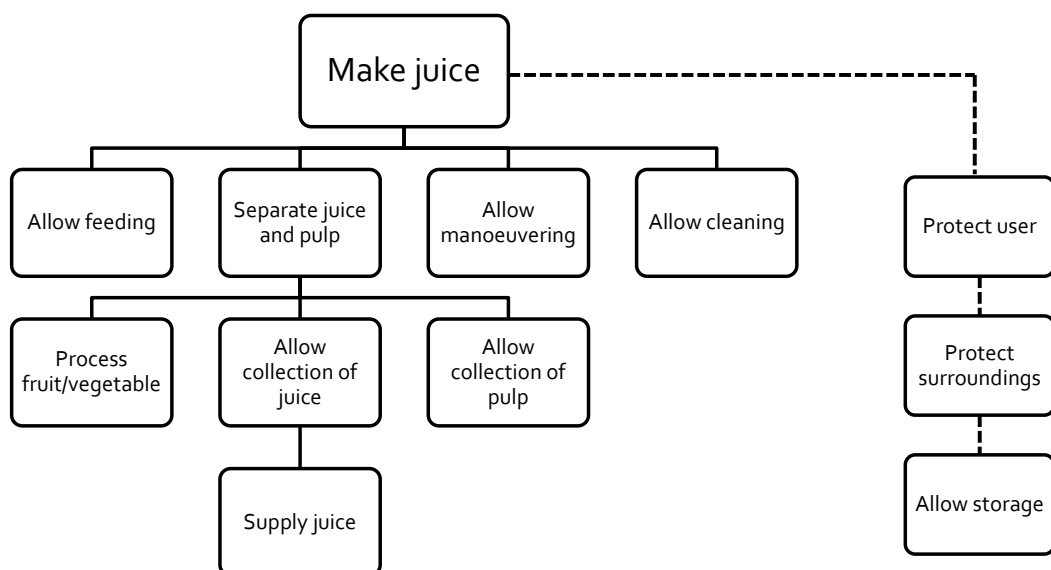 Make juice
Allow feeding
Separate juice
and pulp
Allow
manoeuvering
Allow cleaning
Protect user
Process
fruit/vegetable
Allow
collection of
juice
Allow
collection of
pulp
Protect
surroundings
Supply juice
Allow storage